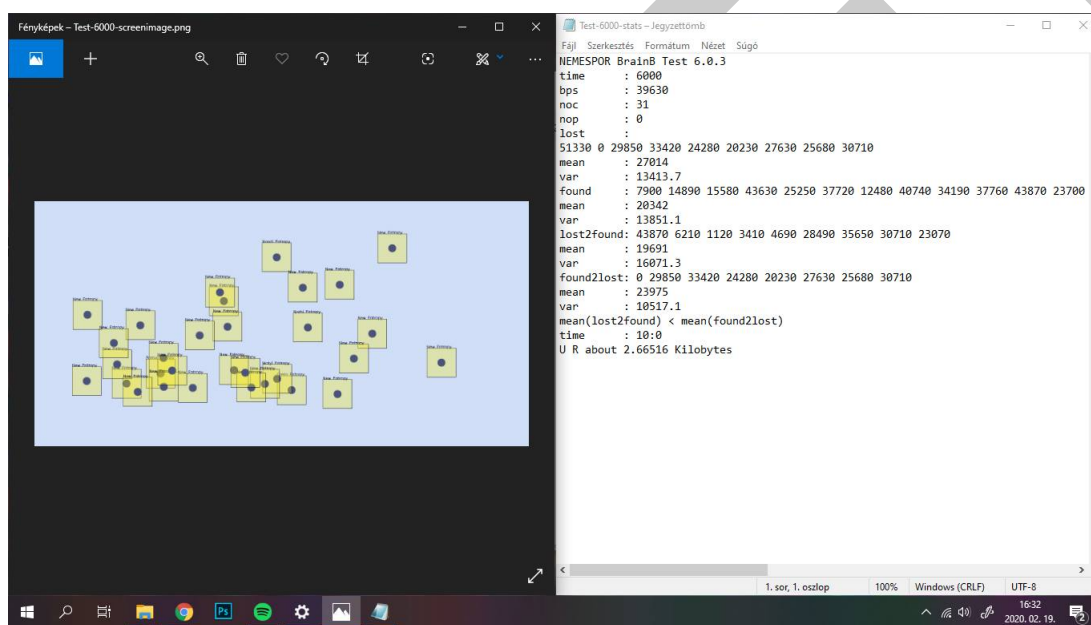 Fényképek – Test-6000-screenimage.png
Test-6000-stats – Jegyzettömb
Fájl Szerkesztés Formátum Nézet Súgó
NEMESPOR BrainB Test 6.0.3
time : 6000
bps : 39630
noc : 31
nop : 0
lost :
51330 0 29850 33420 24280 20230 27630 25680 30710
mean : 27014
var : 13413.7
found : 7900 14890 15580 43630 25250 37720 12480 40740 34190 37760 43870 23700
mean : 20342
var : 13851.1
lost2found: 43870 6210 1120 3410 4690 28490 35650 30710 23070
mean : 19691
var : 16071.3
found2lost: 0 29850 33420 24280 20230 27630 25680 30710
mean : 23975
var : 10517.1
mean(lost2found) < mean(found2lost)
time : 10:0
U R about 2.66516 Kilobytes
1. sor, 1. oszlop 100% Windows (CRLF) UTF-8
Ps
16:32
2020. 02. 19.
2